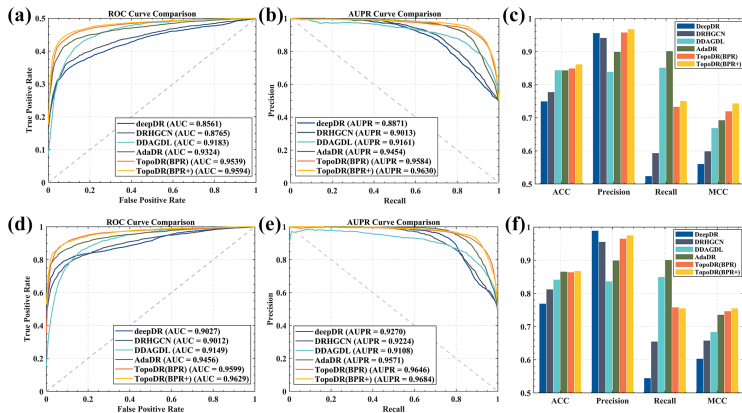 (a)
ROC Curve Comparison
True Positive Rate
0.5
0.4
0.3
0.2
0.1
0
0 0.2 0.4 0.6 0.8 1
False Positive Rate
deepDR (AUC = 0.8561)
DRHGCN (AUC = 0.8765)
DDAGDL (AUC = 0.9183)
AdaDR (AUC = 0.9324)
TopoDR(BPR) (AUC = 0.9539)
TopoDR(BPR+) (AUC = 0.9594)
(b)
AUPR Curve Comparison
Precision
1
0.8
0.6
0.4
0.2
0
0 0.2 0.4 0.6 0.8 1
Recall
deepDR (AUPR = 0.8871)
DRHGCN (AUPR = 0.9013)
DDAGDL (AUPR = 0.9161)
AdaDR (AUPR = 0.9454)
TopoDR(BPR) (AUPR = 0.9584)
TopoDR(BPR+) (AUPR = 0.9630)
(c)
1
0.9
0.8
0.7
0.6
0.5
ACC Precision Recall MCC
DeepDR
DRHGCN
DDAGDL
AdaDR
TopoDR(BPR)
TopoDR(BPR+)
(d)
ROC Curve Comparison
True Positive Rate
1
0.8
0.6
0.4
0.2
0
0 0.2 0.4 0.6 0.8 1
False Positive Rate
deepDR (AUC = 0.9027)
DRHGCN (AUC = 0.9012)
DDAGDL (AUC = 0.9149)
AdaDR (AUC = 0.9456)
TopoDR(BPR) (AUC = 0.9599)
TopoDR(BPR+) (AUC = 0.9629)
(e)
AUPR Curve Comparison
Precision
1
0.8
0.6
0.4
0.2
0
0 0.2 0.4 0.6 0.8 1
Recall
deepDR (AUPR = 0.9270)
DRHGCN (AUPR = 0.9224)
DDAGDL (AUPR = 0.9108)
AdaDR (AUPR = 0.9571)
TopoDR(BPR) (AUPR = 0.9646)
TopoDR(BPR+) (AUPR = 0.9684)
(f)
1
0.9
0.8
0.7
0.6
0.5
ACC Precision Recall MCC
DeepDR
DRHGCN
DDAGDL
AdaDR
TopoDR(BPR)
TopoDR(BPR+)